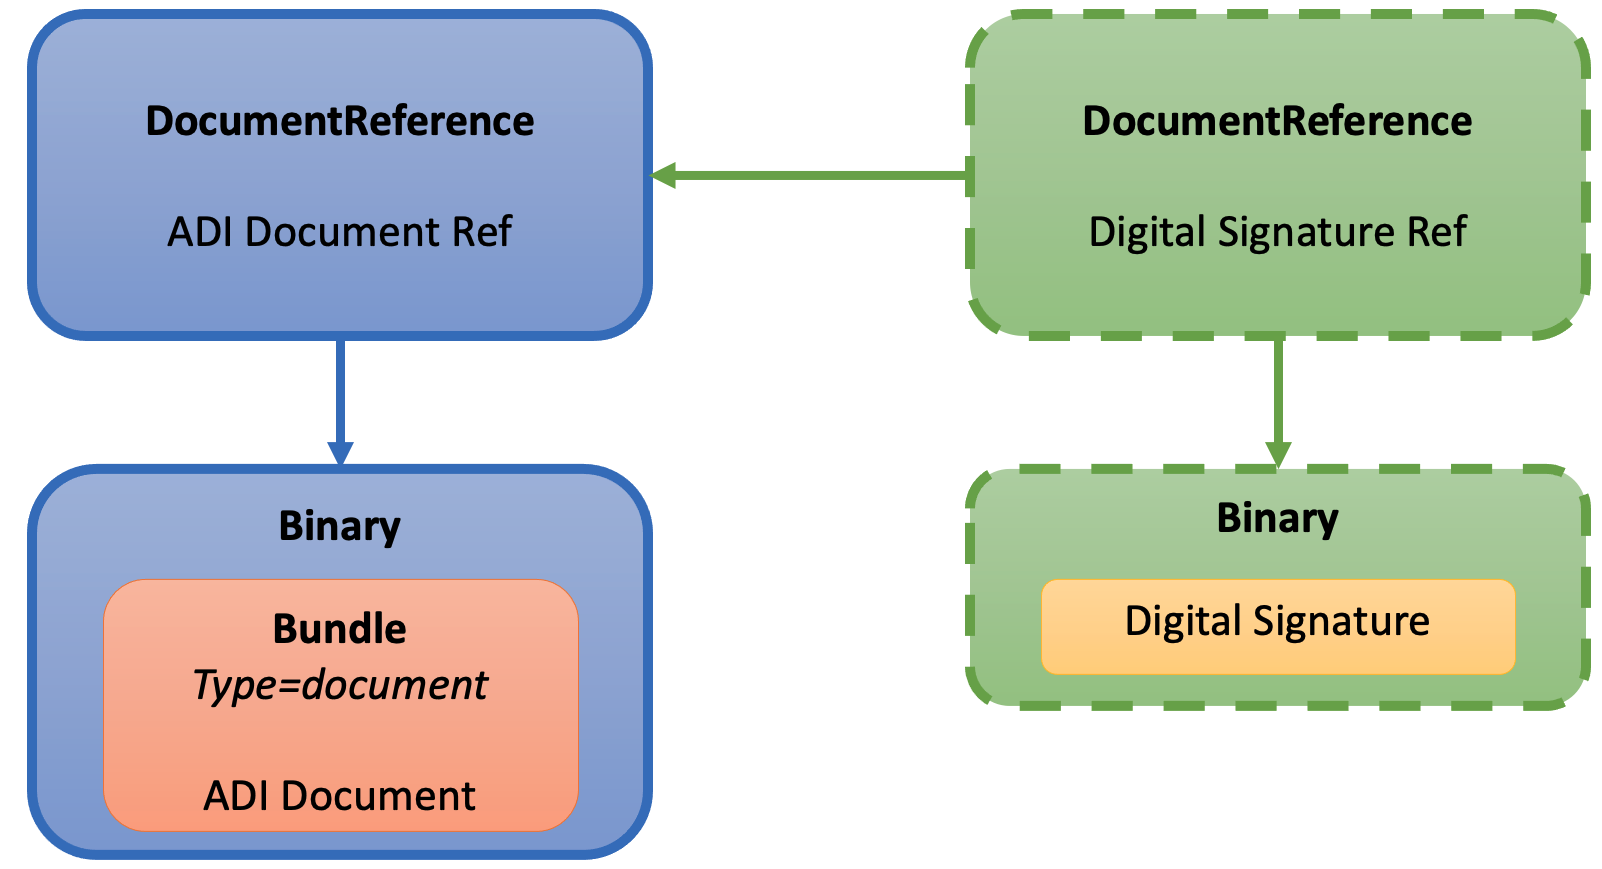 DocumentReference
ADI Document Ref
DocumentReference
Digital Signature Ref
Binary
Bundle
Type=document
ADI Document
Binary
Digital Signature